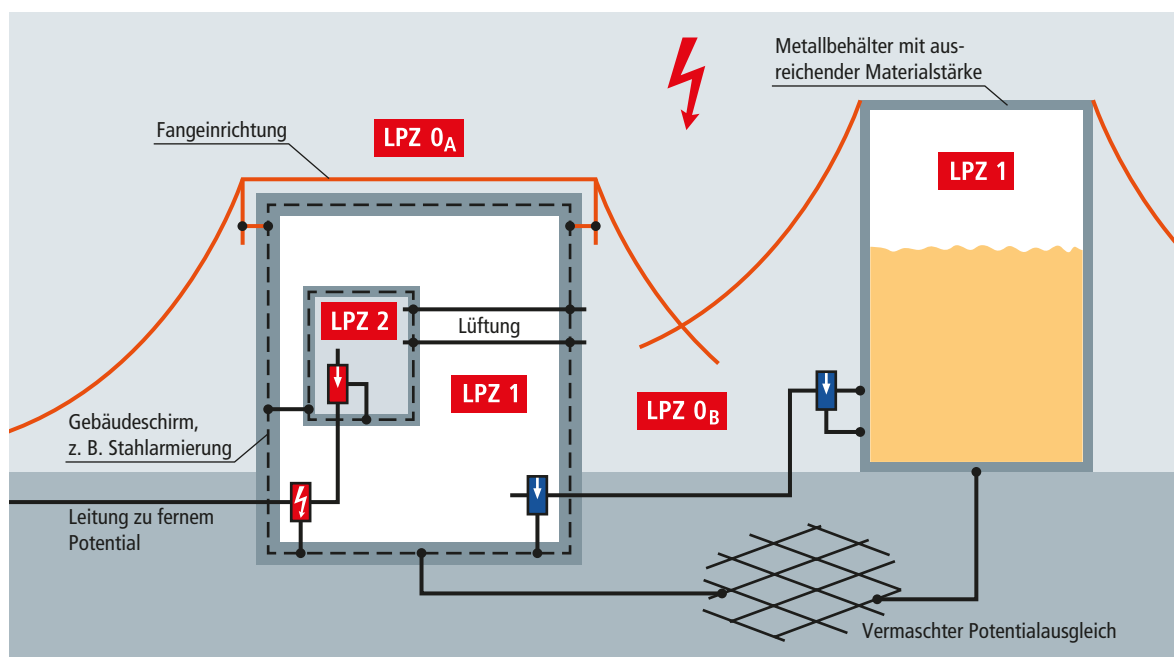 Metallbehälter mit aus-
reichender Materialstärke
Fangeinrichtung
LPZ 0A
LPZ 1
LPZ 2
Lüftung
LPZ 1
LPZ 0B
Gebäudeschirm,
z. B. Stahlarmierung
Leitung zu fernem
Potential
Vermaschter Potentialausgleich